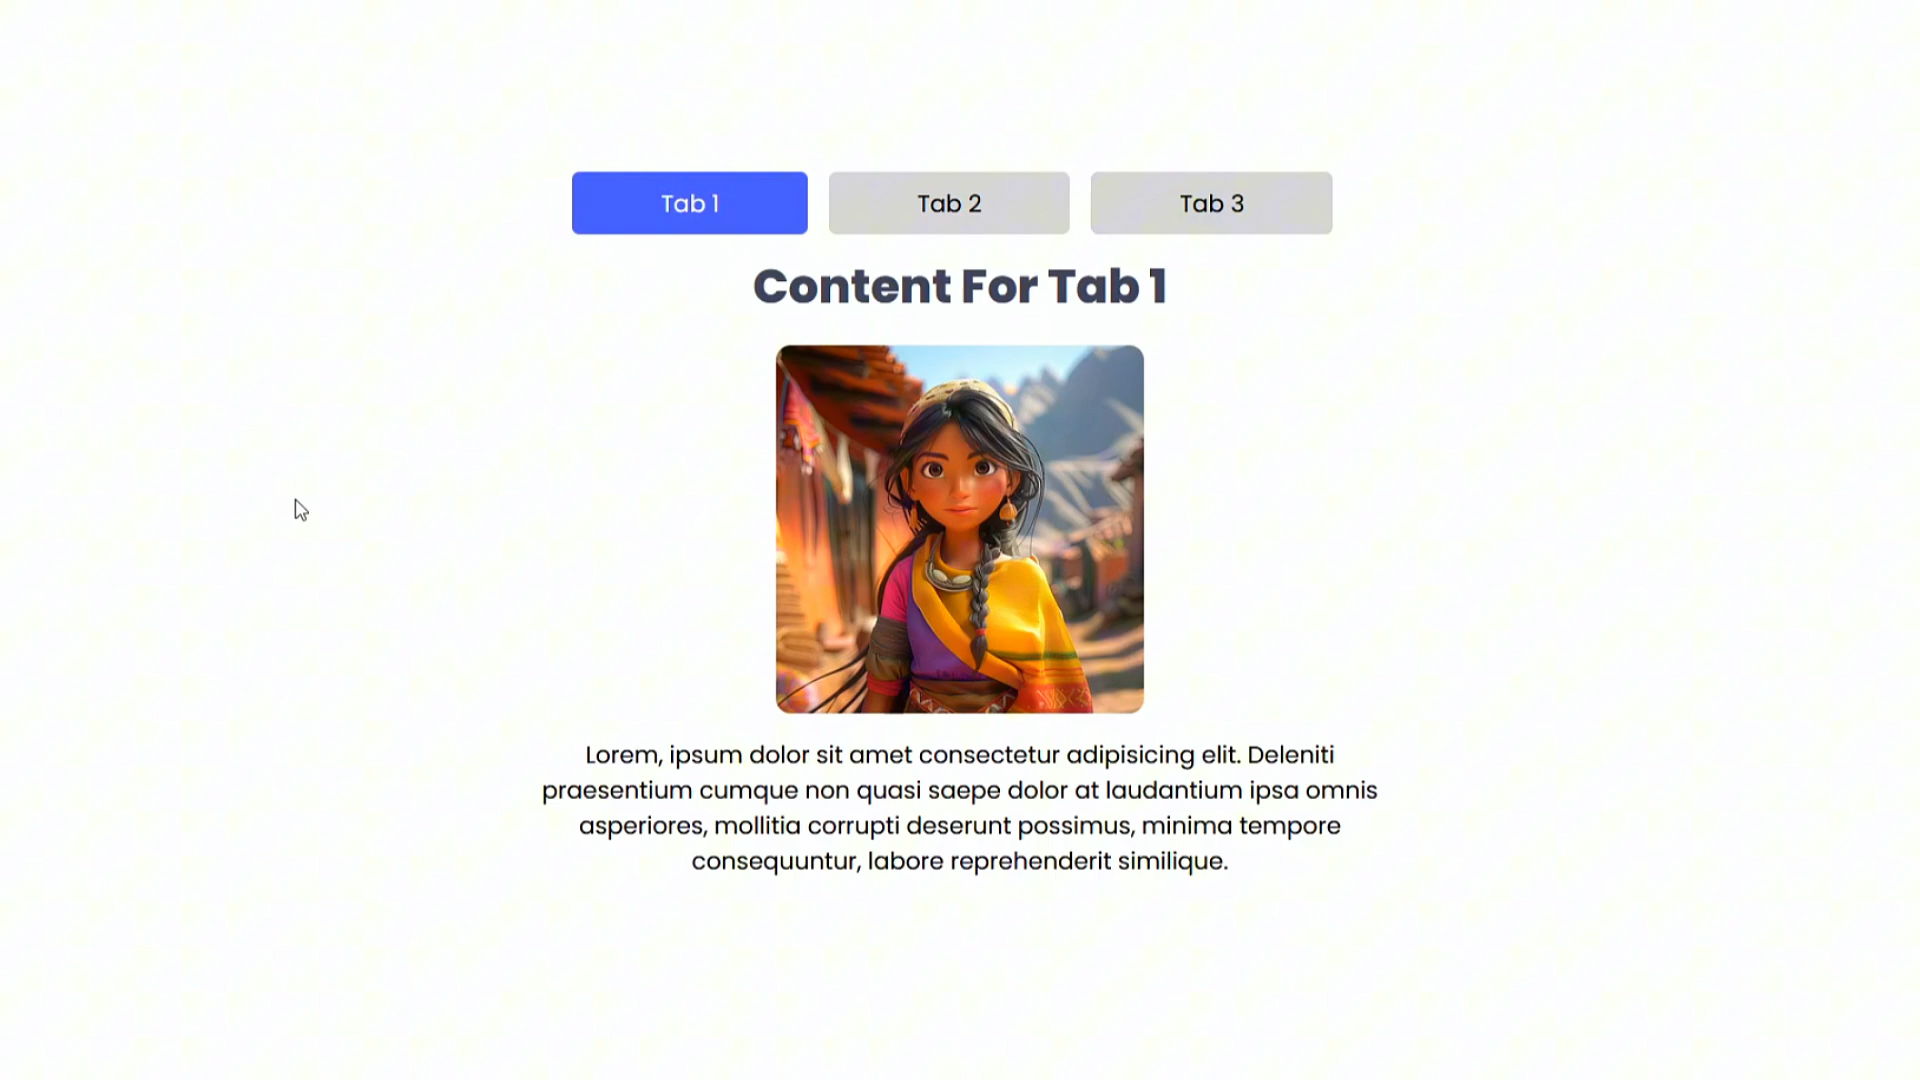 Tab 1
Tab 2
Tab 3
Content For Tab 1
Lorem, ipsum dolor sit amet consectetur adipisicing elit. Deleniti
praesentium cumque non quasi saepe dolor at laudantium ipsa omnis
asperiores, mollitia corrupti deserunt possimus, minima tempore
consequuntur, labore reprehenderit similique.